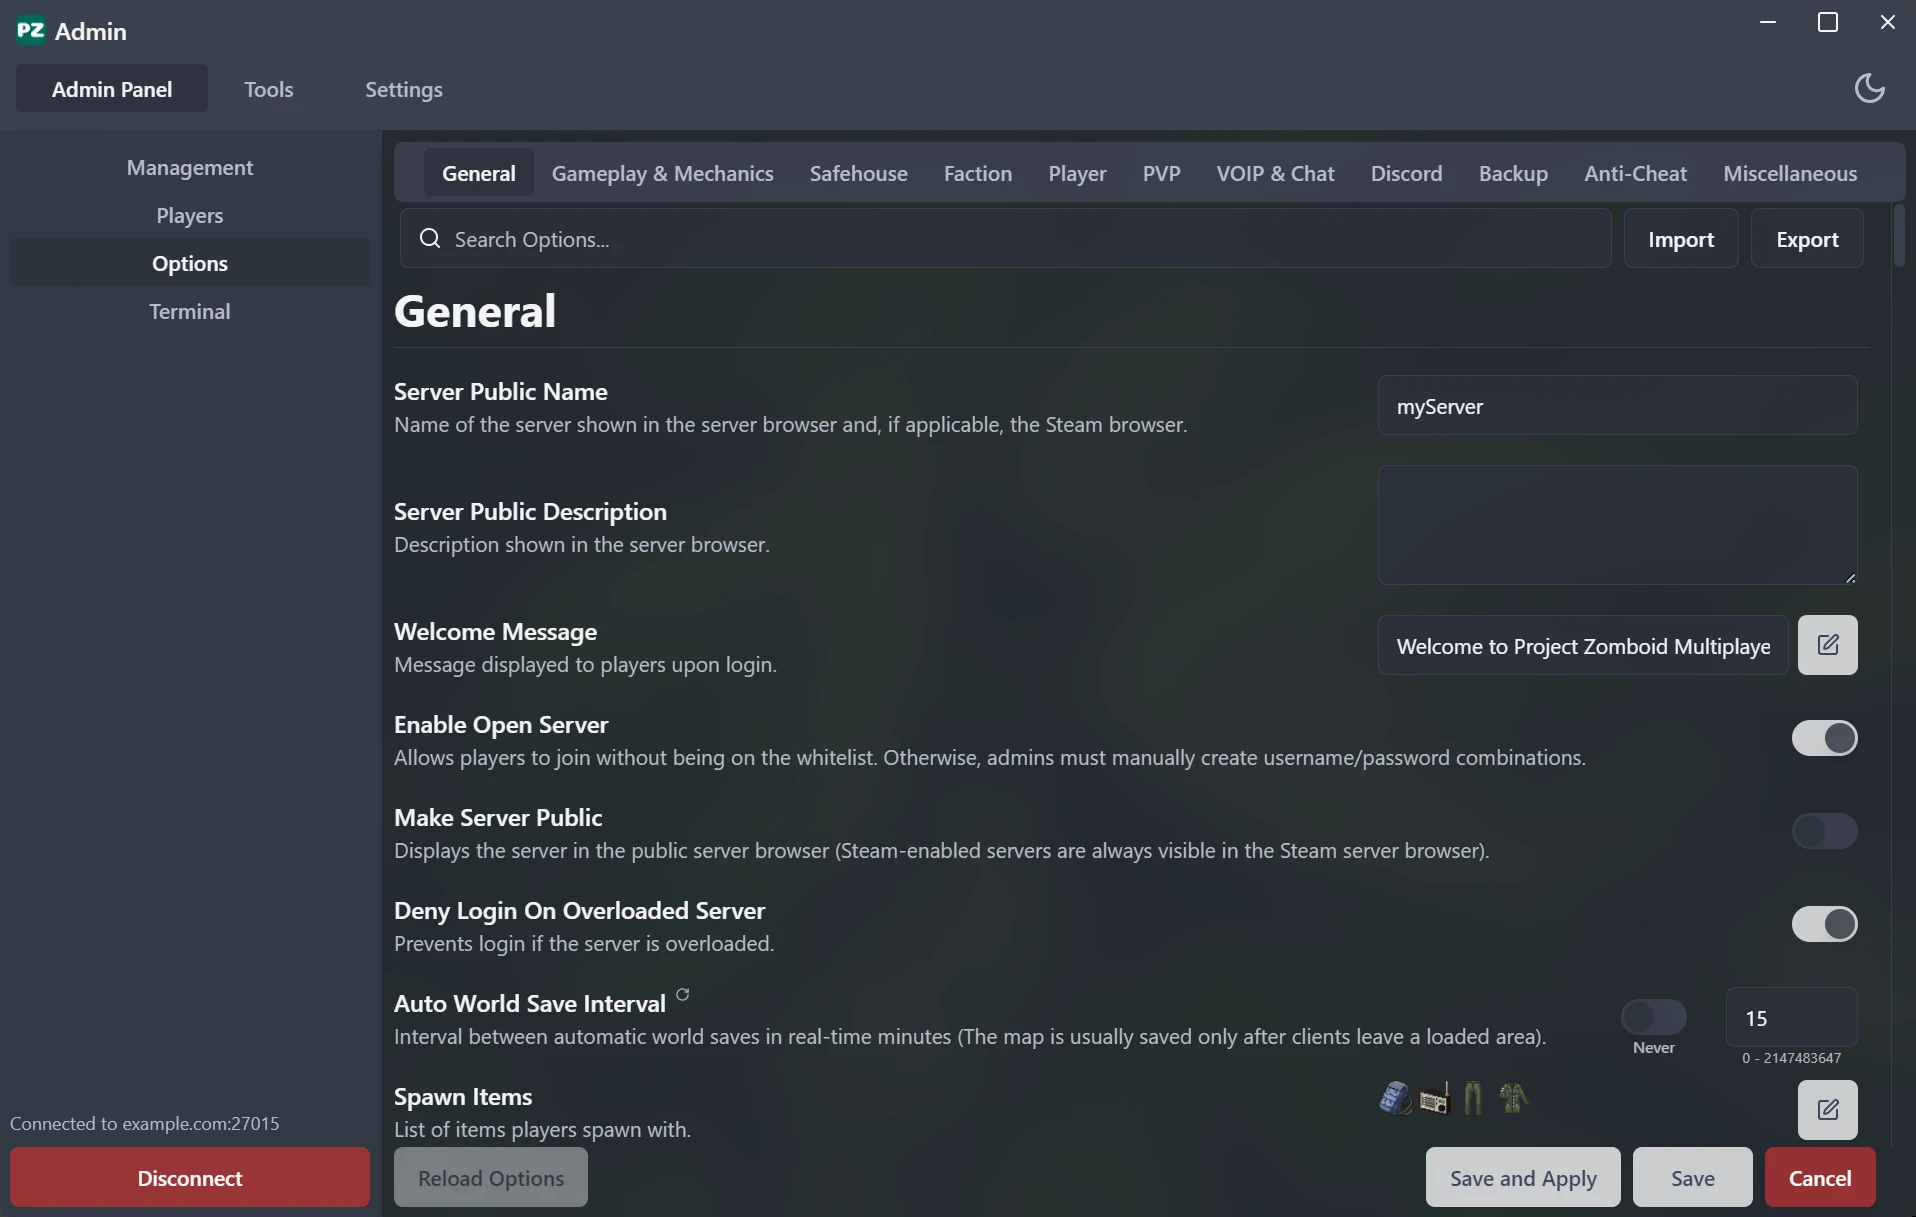 PZ Admin
Admin Panel Tools Settings
Management
Players
Options
Terminal
Connected to example.com:27015
Disconnect
General Gameplay & Mechanics Safehouse Faction Player PVP VOIP & Chat Discord Backup Anti-Cheat Miscellaneous
Search Options... Import Export
General
Server Public Name
Name of the server shown in the server browser and, if applicable, the Steam browser.
myServer
Server Public Description
Description shown in the server browser.
Welcome Message
Message displayed to players upon login.
Welcome to Project Zomboid Multiplaye
Enable Open Server
Allows players to join without being on the whitelist. Otherwise, admins must manually create username/password combinations.
Make Server Public
Displays the server in the public server browser (Steam-enabled servers are always visible in the Steam server browser).
Deny Login On Overloaded Server
Prevents login if the server is overloaded.
Auto World Save Interval
Interval between automatic world saves in real-time minutes (The map is usually saved only after clients leave a loaded area).
Never
15
0 - 2147483647
Spawn Items
List of items players spawn with.
Reload Options Save and Apply Save Cancel